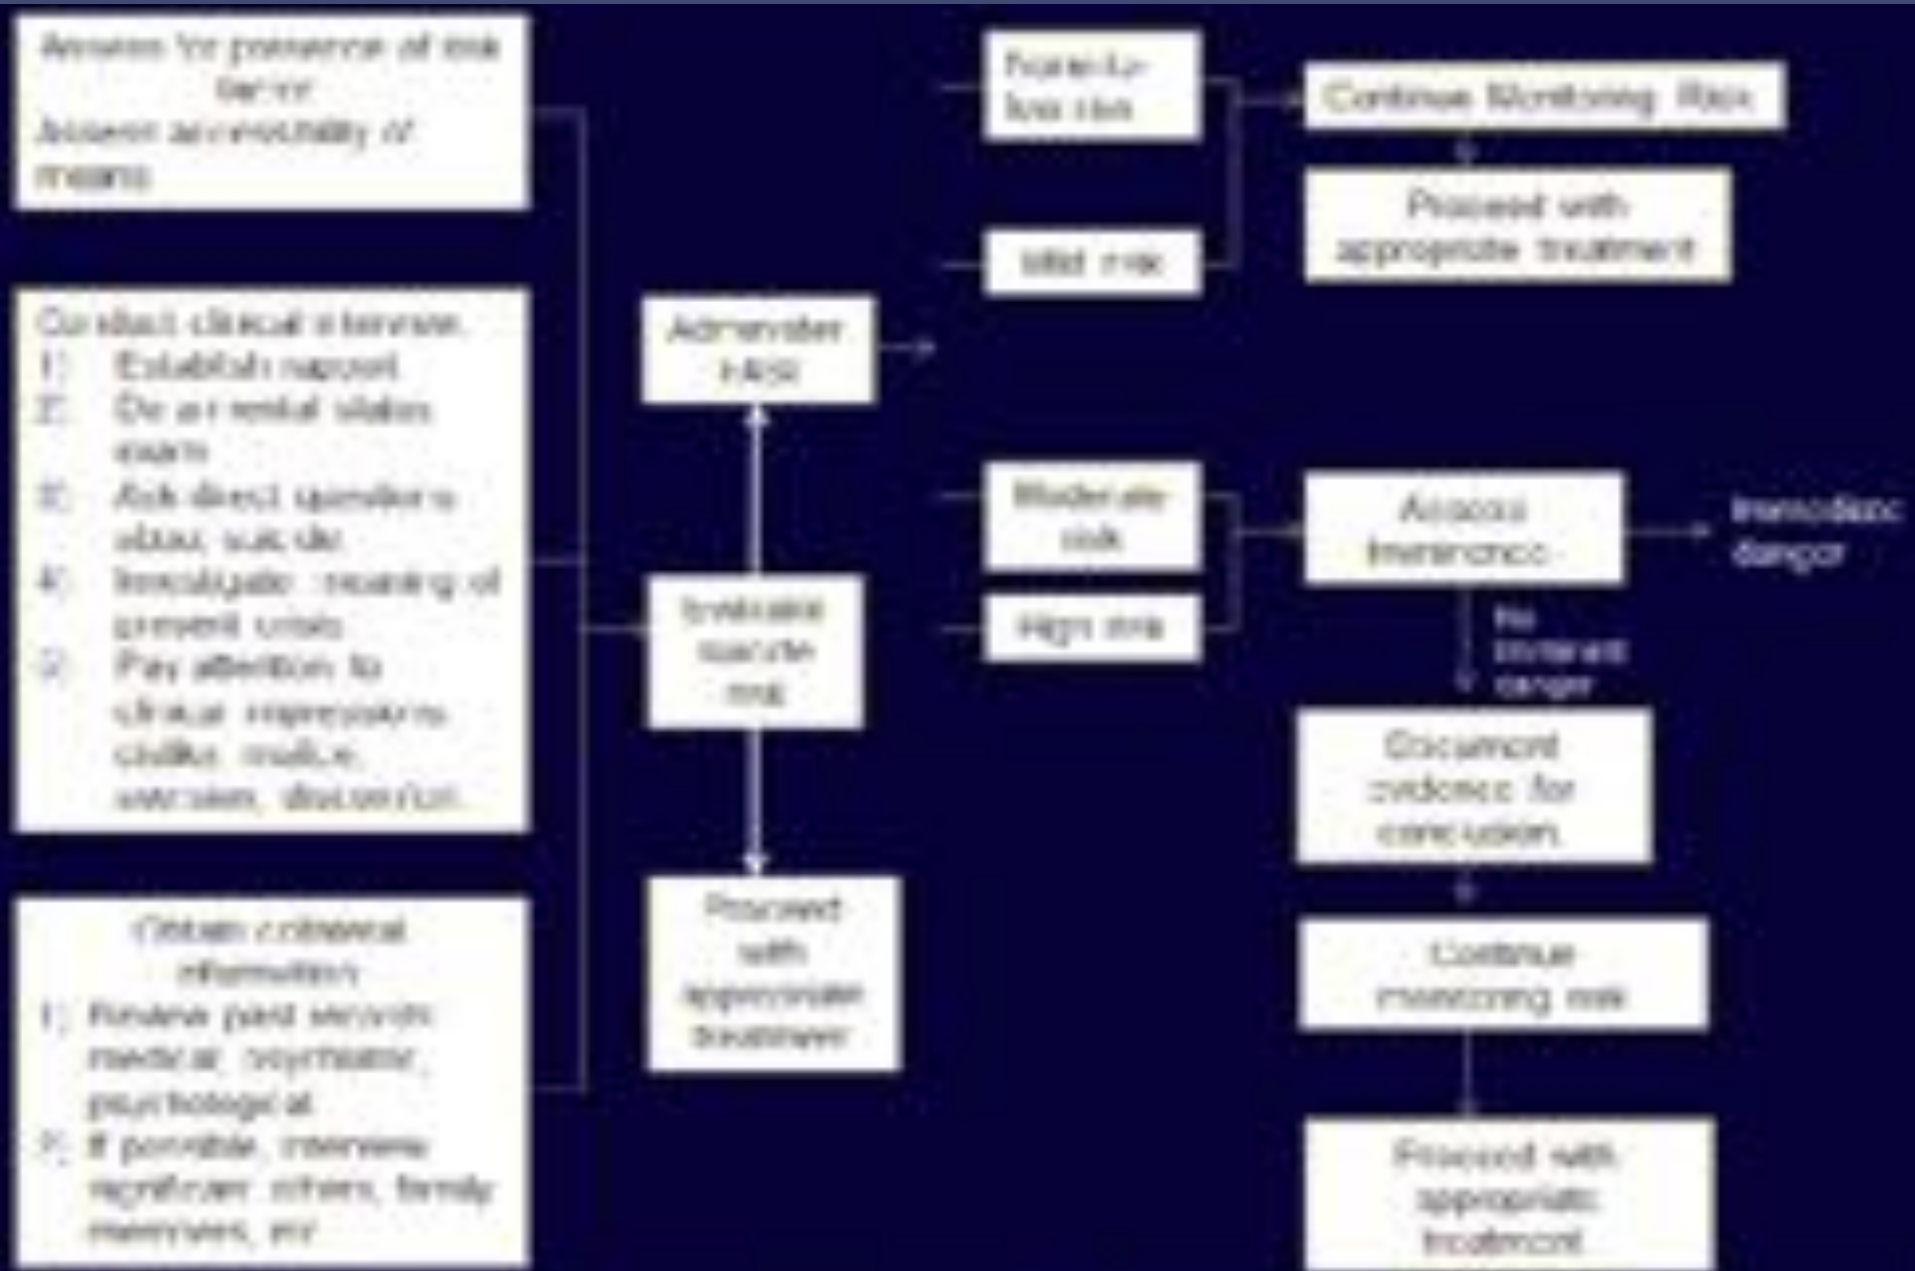 Assess for presence of risk
factor
Assess accessibility of
means
Conduct clinical interview.
1) Establish rapport
2) Do a mental status
exam
3) Ask direct questions
about suicide
4) Investigate meaning of
present crisis
5) Pay attention to
clinical impressions
dislike, malice,
aversion,
Obtain collateral
information
1) Review past records:
medical, psychiatric,
psychological
2) If possible, interview
significant others, family
members, etc
Administer
Evaluate
suicide
risk
Proceed
with
appropriate
treatment
None-to-
low risk
Mild risk
Moderate
risk
High risk
Continue Monitoring Risk
Proceed with
appropriate treatment
Assess
Imminence
Immediate
danger
No
imminent
danger
Document
evidence for
conclusion.
Continue
monitoring risk
Proceed with
appropriate
treatment